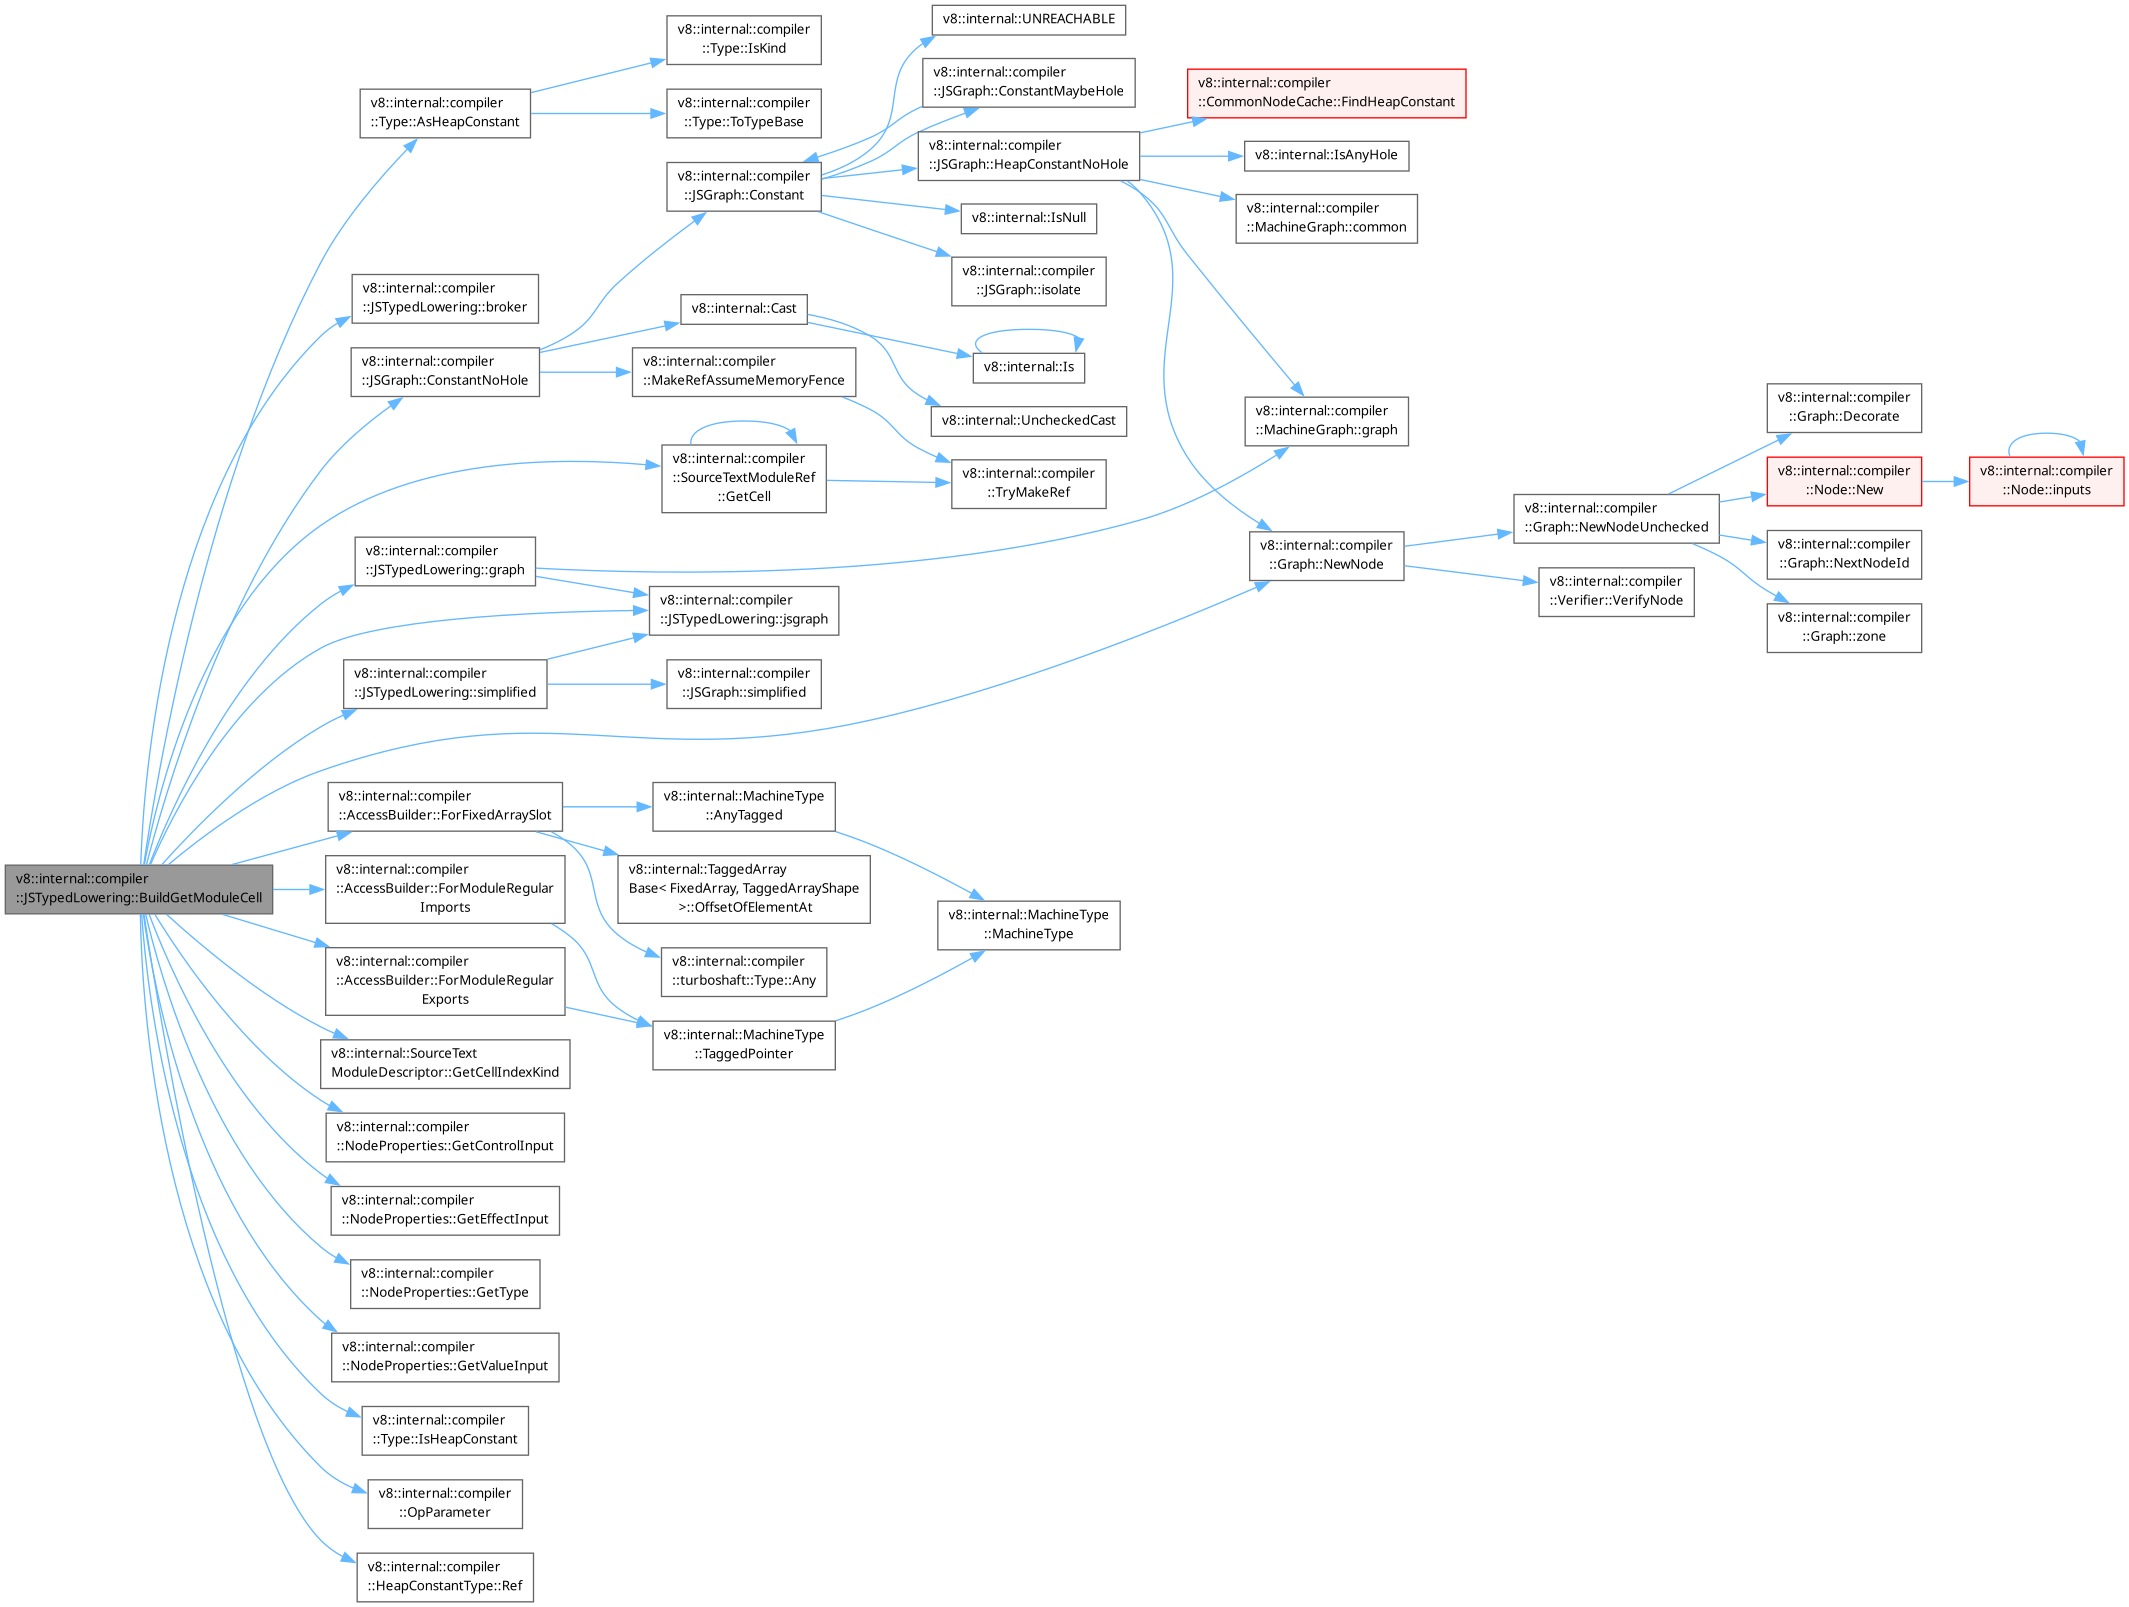 v8::internal::compiler
::JSTypedLowering::BuildGetModuleCell
v8::internal::compiler
::Type::AsHeapConstant
v8::internal::compiler
::Type::IsKind
v8::internal::compiler
::Type::ToTypeBase
v8::internal::compiler
::JSTypedLowering::broker
v8::internal::compiler
::JSGraph::ConstantNoHole
v8::internal::compiler
::JSGraph::Constant
v8::internal::UNREACHABLE
v8::internal::compiler
::JSGraph::ConstantMaybeHole
v8::internal::compiler
::JSGraph::HeapConstantNoHole
v8::internal::IsNull
v8::internal::compiler
::JSGraph::isolate
v8::internal::compiler
::CommonNodeCache::FindHeapConstant
v8::internal::IsAnyHole
v8::internal::compiler
::MachineGraph::common
v8::internal::compiler
::MachineGraph::graph
v8::internal::compiler
::Graph::NewNode
v8::internal::compiler
::Graph::NewNodeUnchecked
v8::internal::compiler
::Verifier::VerifyNode
v8::internal::compiler
::Graph::Decorate
v8::internal::compiler
::Node::New
v8::internal::compiler
::Node::inputs
v8::internal::compiler
::Graph::NextNodeId
v8::internal::compiler
::Graph::zone
v8::internal::Cast
v8::internal::Is
v8::internal::UncheckedCast
v8::internal::compiler
::MakeRefAssumeMemoryFence
v8::internal::compiler
::TryMakeRef
v8::internal::compiler
::SourceTextModuleRef
::GetCell
v8::internal::compiler
::JSTypedLowering::graph
v8::internal::compiler
::JSTypedLowering::jsgraph
v8::internal::compiler
::JSTypedLowering::simplified
v8::internal::compiler
::JSGraph::simplified
v8::internal::compiler
::AccessBuilder::ForFixedArraySlot
v8::internal::MachineType
::AnyTagged
v8::internal::TaggedArray
Base< FixedArray, TaggedArrayShape
>::OffsetOfElementAt
v8::internal::compiler
::turboshaft::Type::Any
v8::internal::MachineType
::MachineType
v8::internal::compiler
::AccessBuilder::ForModuleRegular
Imports
v8::internal::compiler
::AccessBuilder::ForModuleRegular
Exports
v8::internal::MachineType
::TaggedPointer
v8::internal::SourceText
ModuleDescriptor::GetCellIndexKind
v8::internal::compiler
::NodeProperties::GetControlInput
v8::internal::compiler
::NodeProperties::GetEffectInput
v8::internal::compiler
::NodeProperties::GetType
v8::internal::compiler
::NodeProperties::GetValueInput
v8::internal::compiler
::Type::IsHeapConstant
v8::internal::compiler
::OpParameter
v8::internal::compiler
::HeapConstantType::Ref